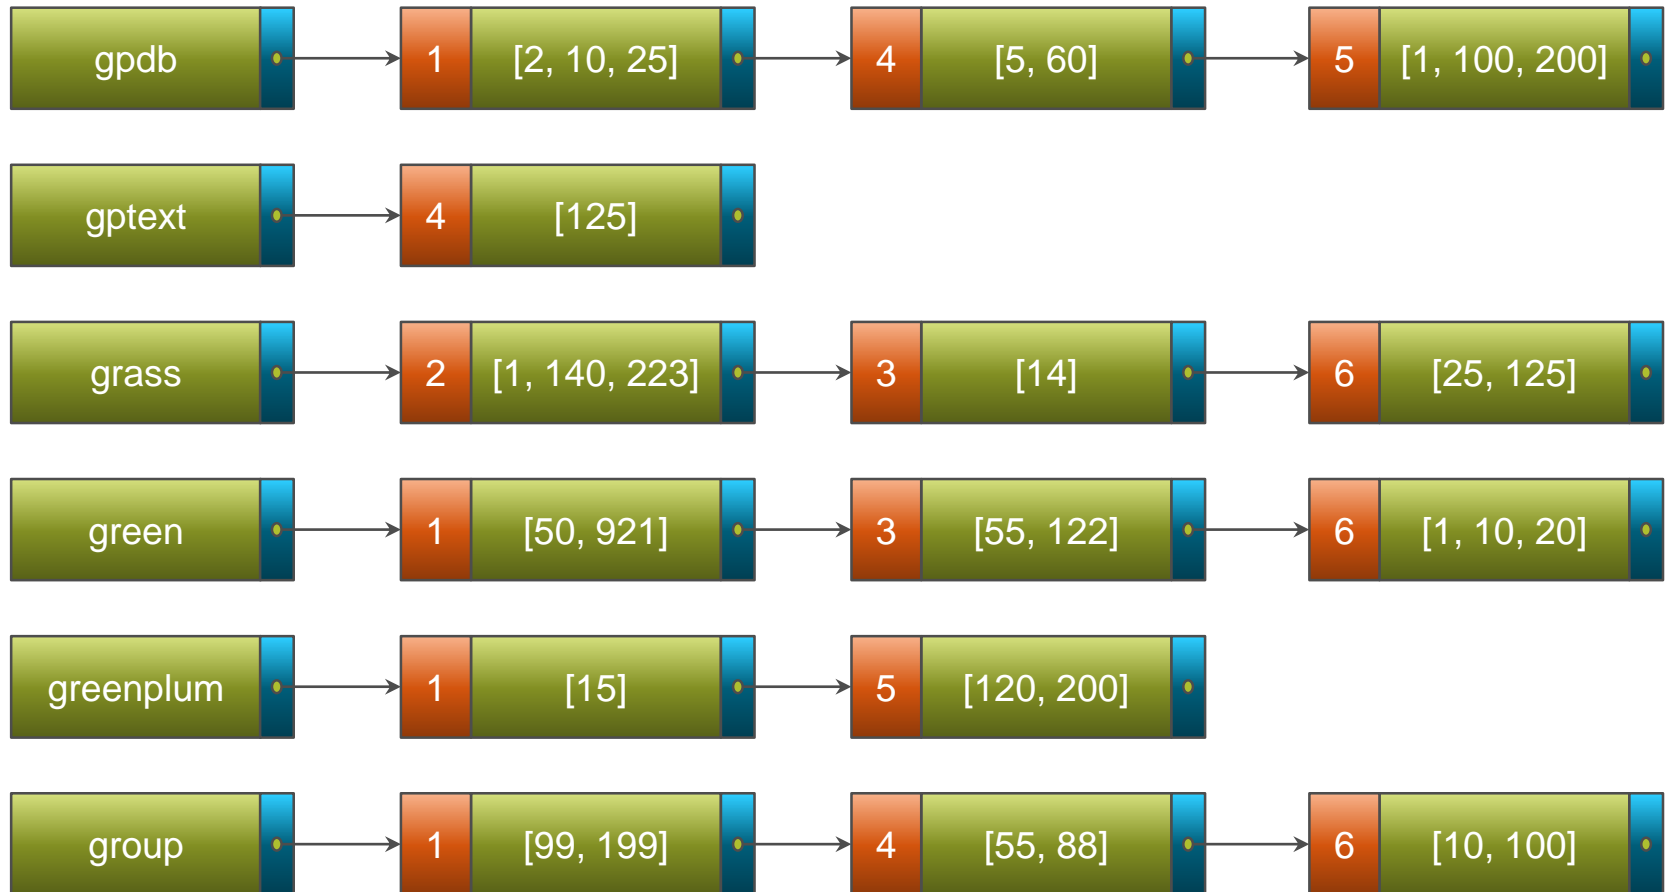 gpdb 1 [2, 10, 25] 4 [5, 60] 5 [1, 100, 200]
gptext 4 [125]
grass 2 [1, 140, 223] 3 [14] 6 [25, 125]
green 1 [50, 921] 3 [55, 122] 6 [1, 10, 20]
greenplum 1 [15] 5 [120, 200]
group 1 [99, 199] 4 [55, 88] 6 [10, 100]